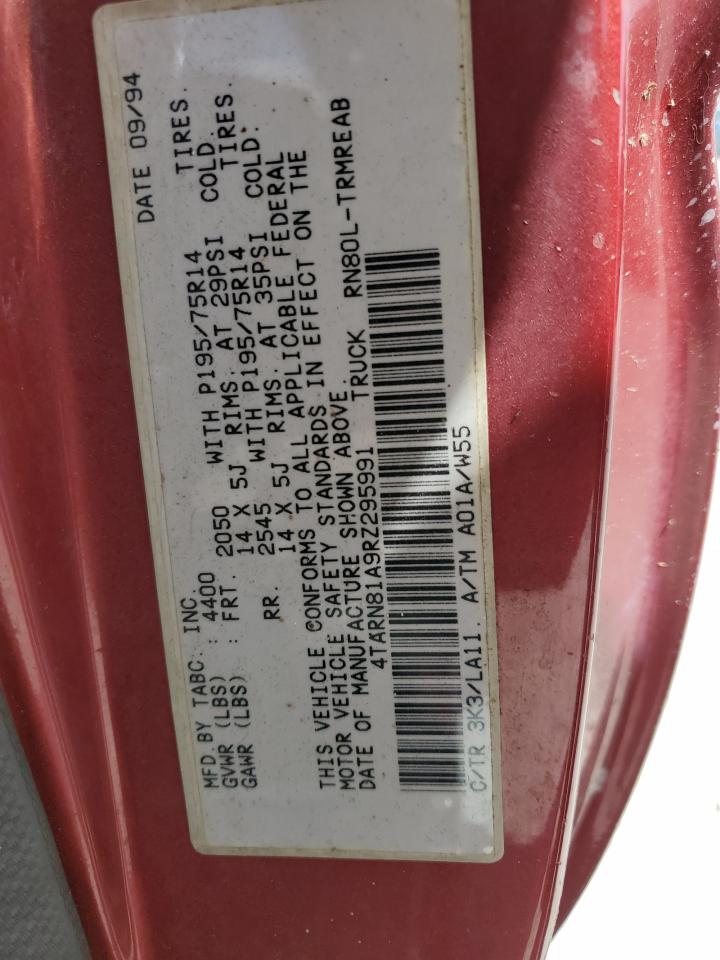 DATE 09/94
MFD. BY TABC. INC.
GVWR (LBS) : 4400 WITH P195/75R14 TIRES.
GAWR (LBS) : FRT. 2050 14 X 5J RIMS. AT 29PSI COLD.
RR. 2545 WITH P195/75R14 TIRES.
14 X 5J RIMS. AT 35PSI COLD.
THIS VEHICLE CONFORMS TO ALL APPLICABLE FEDERAL
MOTOR VEHICLE SAFETY STANDARDS IN EFFECT ON THE
DATE OF MANUFACTURE SHOWN ABOVE.
4TARN81A9RZ295991 TRUCK RN80L-TRMREAB
C/TR 3K3/LA11. A/TM A01A/W55